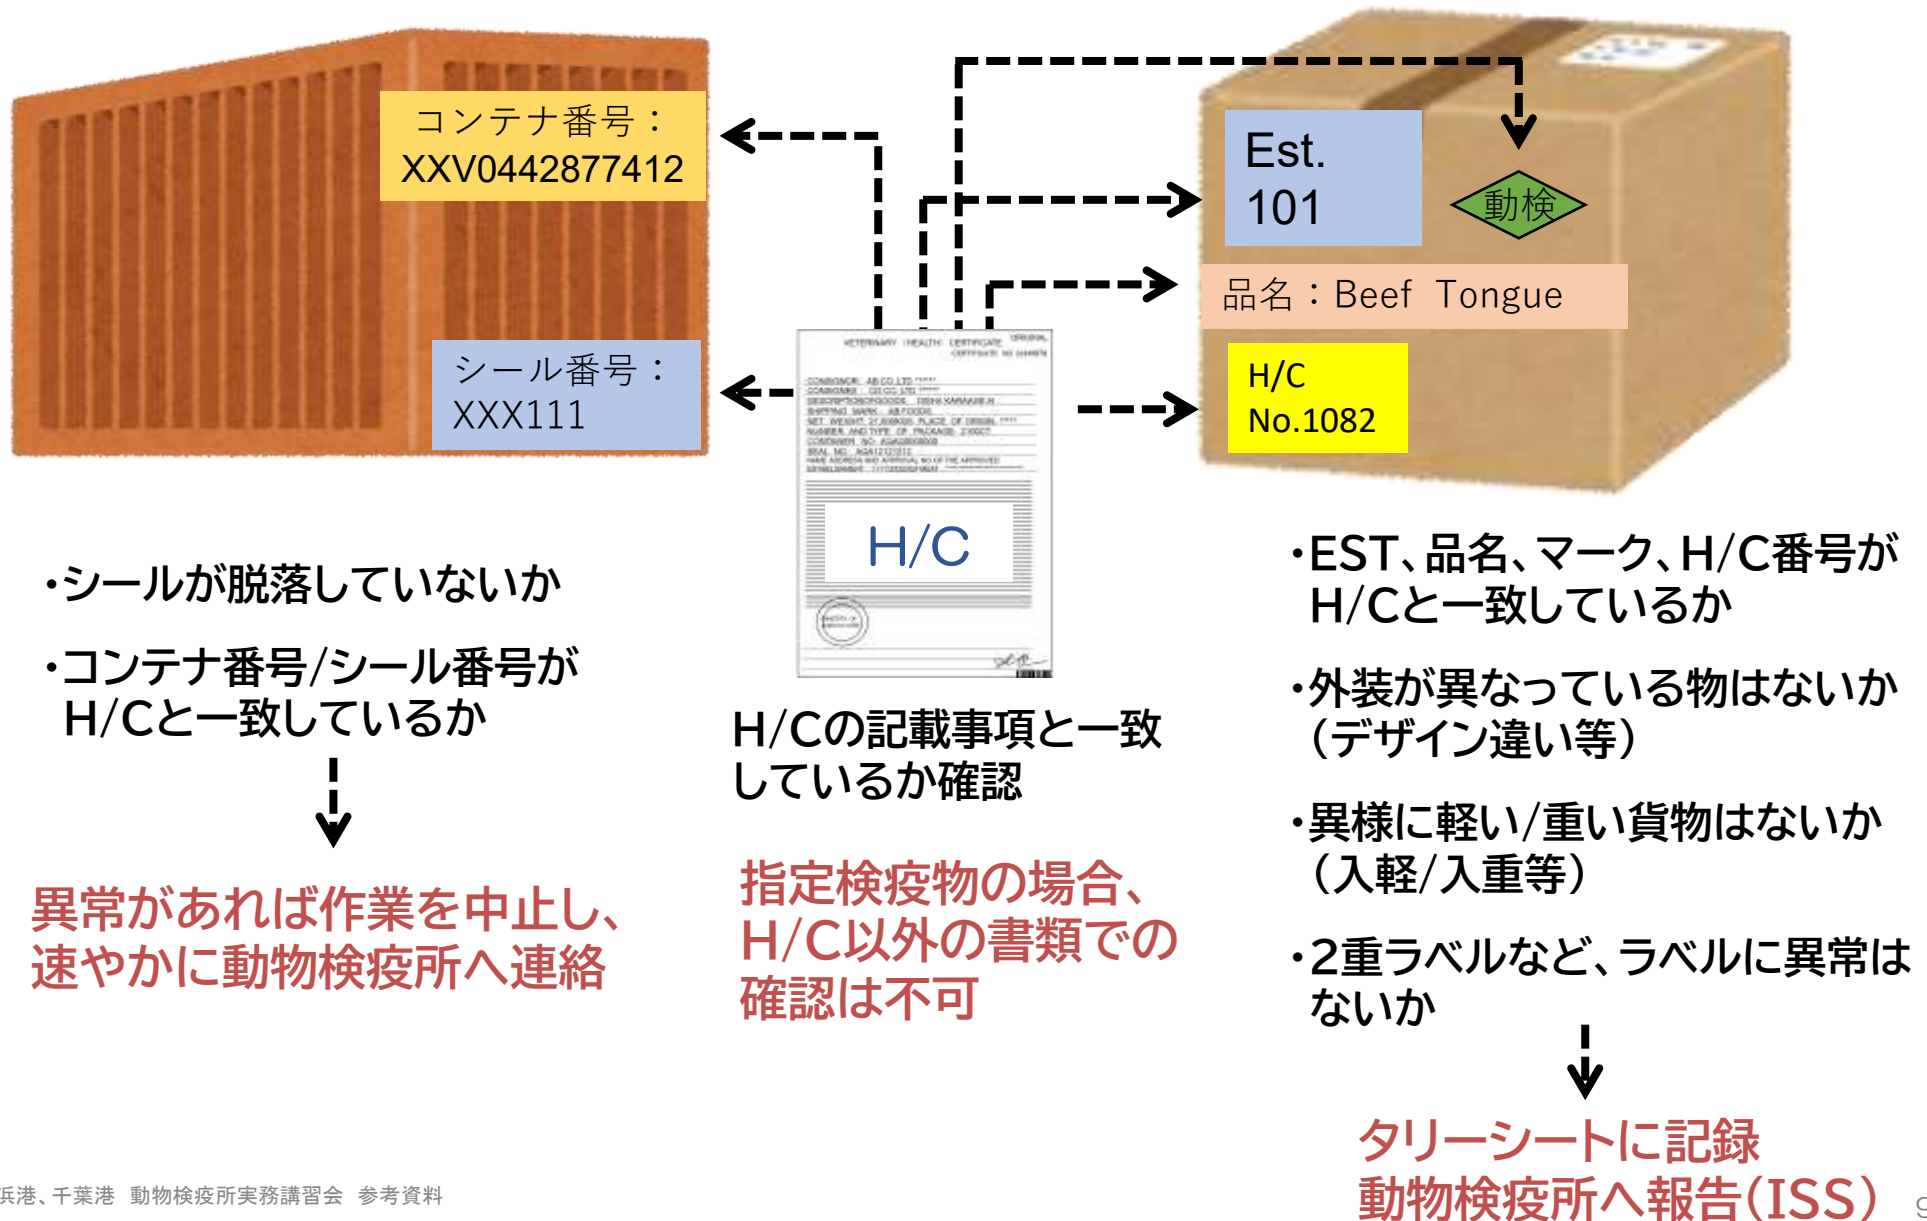 コンテナ番号：
XXV0442877412
シール番号：
XXX111
Est.
101
動検
品名：Beef Tongue
H/C
No.1082
VETERINARY (HEALTH) CERTIFICATE
ORIGINAL
H/C
・シールが脱落していないか
・コンテナ番号/シール番号が
H/Cと一致しているか
異常があれば作業を中止し、
速やかに動物検疫所へ連絡
H/Cの記載事項と一致
しているか確認
指定検疫物の場合、
H/C以外の書類での
確認は不可
・EST、品名、マーク、H/C番号が
H/Cと一致しているか
・外装が異なっている物はないか
（デザイン違い等）
・異様に軽い/重い貨物はないか
（入軽/入重等）
・2重ラベルなど、ラベルに異常は
ないか
タリーシートに記録
動物検疫所へ報告（ISS）
浜港、千葉港 動物検疫所実務講習会 参考資料